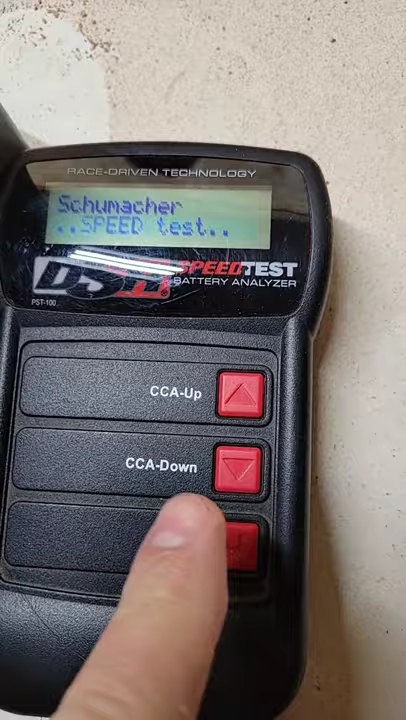 RACE-DRIVEN TECHNOLOGY
Schumacher
..SPEED test..
SPEEDTEST
BATTERY ANALYZER
PST-100
CCA-Up
CCA-Down